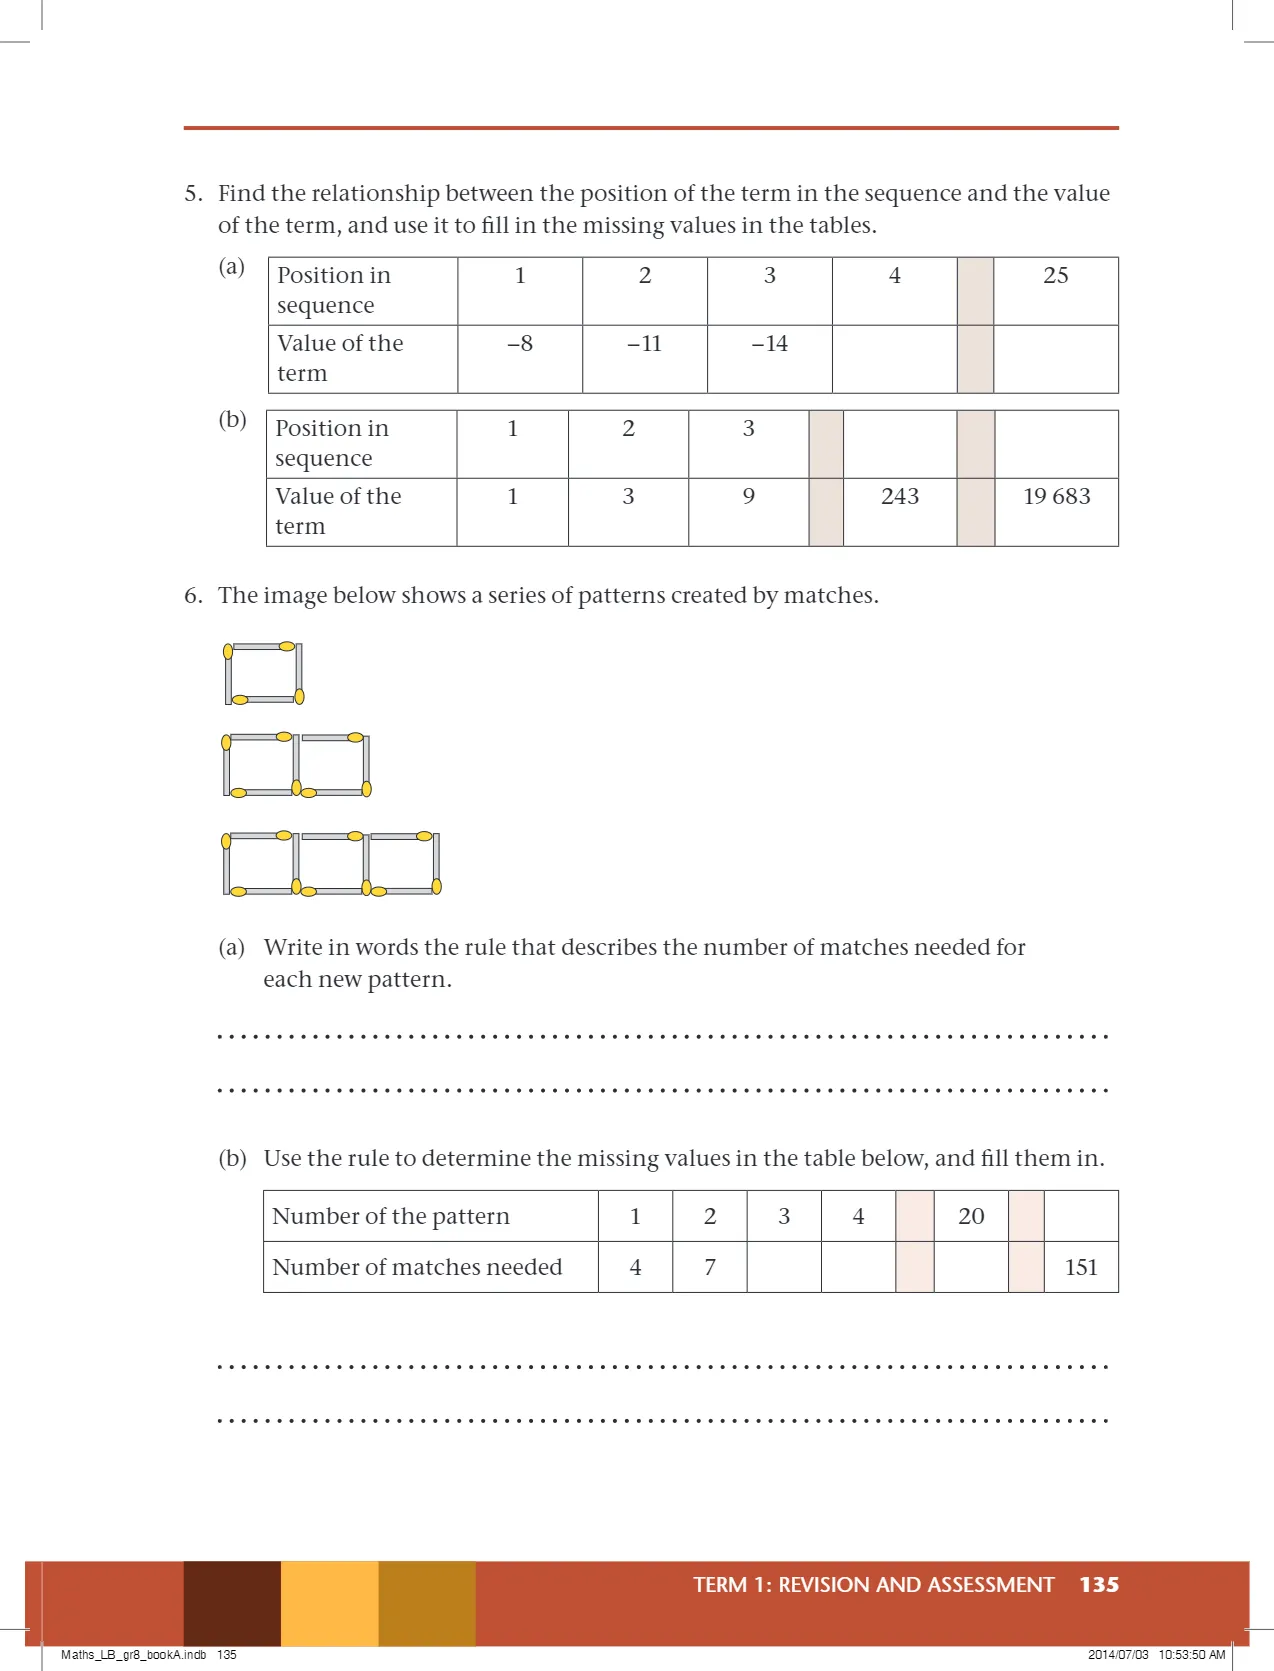 5. Find the relationship between the position of the term in the sequence and the value
of the term, and use it to fill in the missing values in the tables.
(a) Position in sequence 1 2 3 4 25
Value of the term –8 –11 –14
(b) Position in sequence 1 2 3
Value of the term 1 3 9 243 19 683
6. The image below shows a series of patterns created by matches.
(a) Write in words the rule that describes the number of matches needed for
each new pattern.
(b) Use the rule to determine the missing values in the table below, and fill them in.
Number of the pattern 1 2 3 4 20
Number of matches needed 4 7 151
TERM 1: REVISION AND ASSESSMENT 135
Maths_LB_gr8_bookA.indb 135 2014/07/03 10:53:50 AM